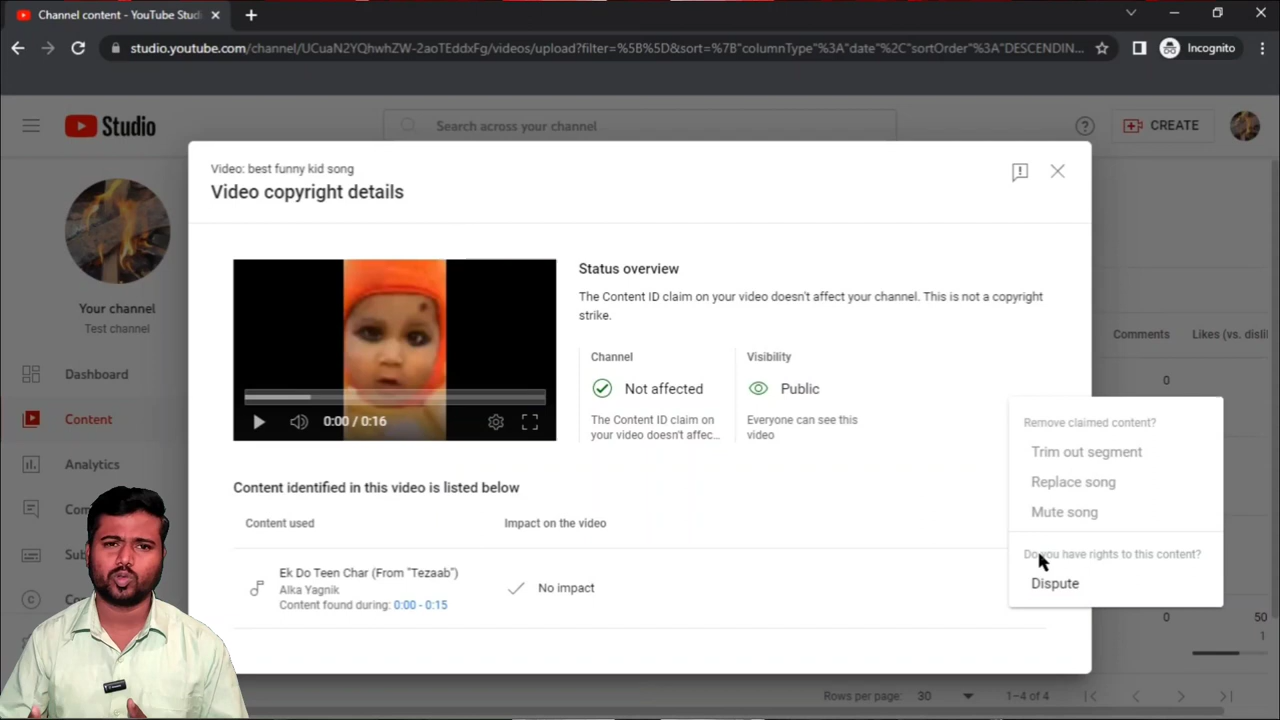 Channel content - YouTube Stud
studio.youtube.com/channel/UCuaN2YQhwhZW-2aoTEddxFg/videos/upload?filter=%5B%5D&sort=%7B"columnType"%3A"date"%2C"sortOrder"%3A"DESCENDIN...
Incognito
Studio
Search across your channel
CREATE
Your channel
Test channel
Dashboard
Content
Analytics
Com
Sub
Video: best funny kid song
Video copyright details
0:00 / 0:16
Status overview
The Content ID claim on your video doesn't affect your channel. This is not a copyright
strike.
Channel
Not affected
The Content ID claim on
your video doesn't affec...
Visibility
Public
Everyone can see this
video
Content identified in this video is listed below
Content used
Impact on the video
Ek Do Teen Char (From "Tezaab")
Alka Yagnik
Content found during: 0:00 - 0:15
No impact
Remove claimed content?
Trim out segment
Replace song
Mute song
Do you have rights to this content?
Dispute
Comments
Likes (vs. disli
0
0
50
1
Rows per page: 30
1–4 of 4